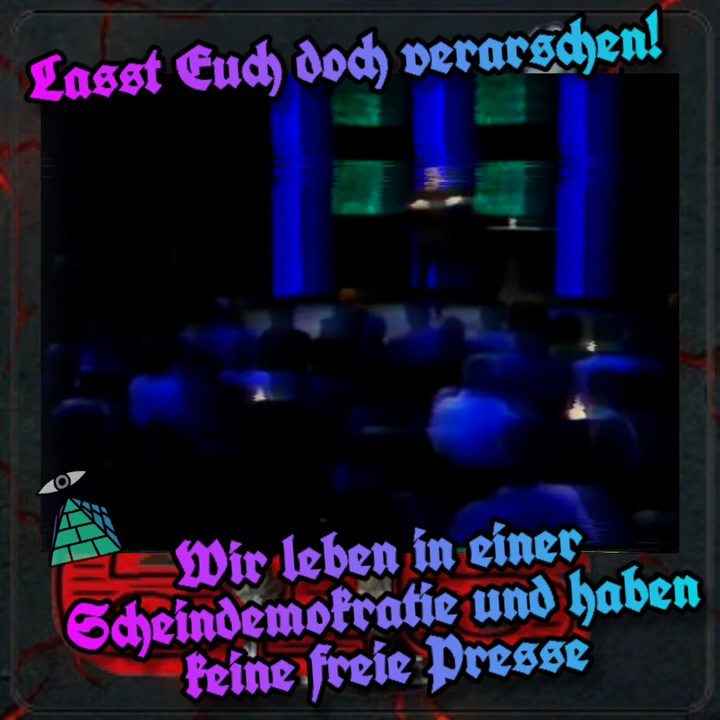 Lasst Euch doch verarschen!
Wir leben in einer
Scheindemokratie und haben
keine freie Presse